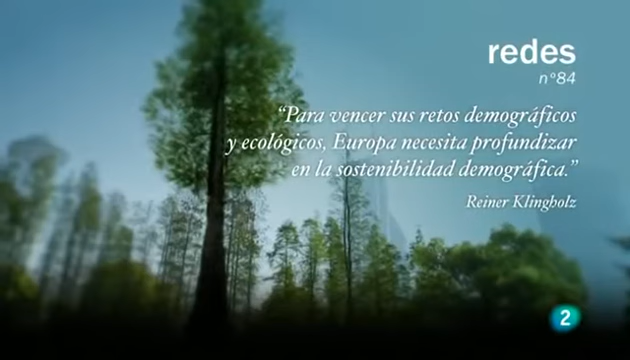 redes
nº84
“Para vencer sus retos demográficos
y ecológicos, Europa necesita profundizar
en la sostenibilidad demográfica.”
Reiner Klingholz
2